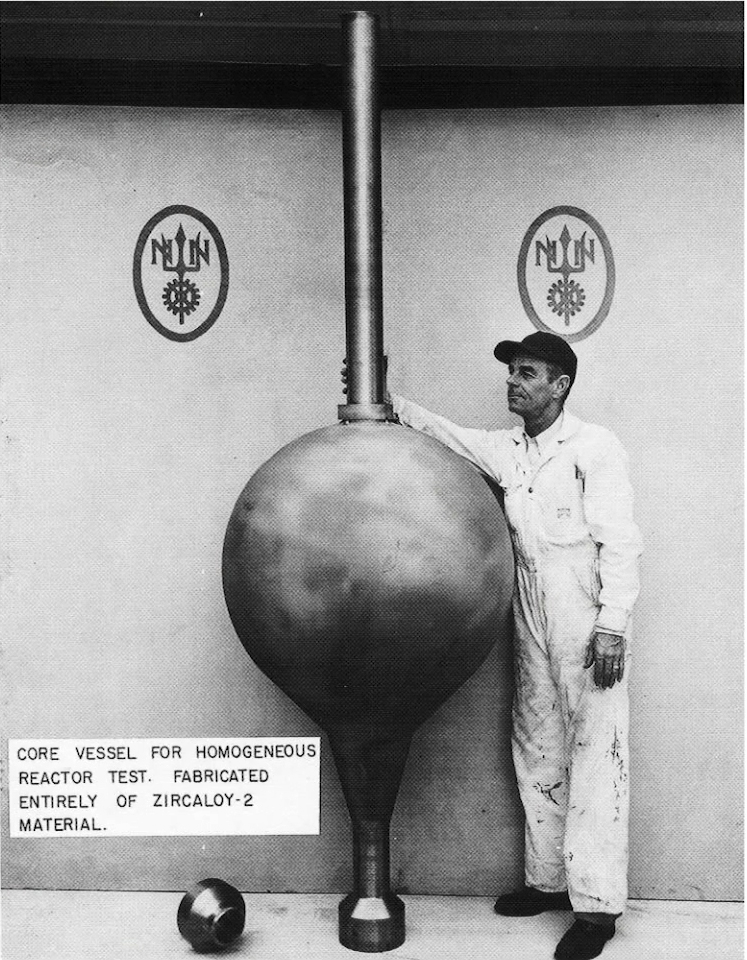 CORE VESSEL FOR HOMOGENEOUS
REACTOR TEST. FABRICATED
ENTIRELY OF ZIRCALOY-2
MATERIAL.